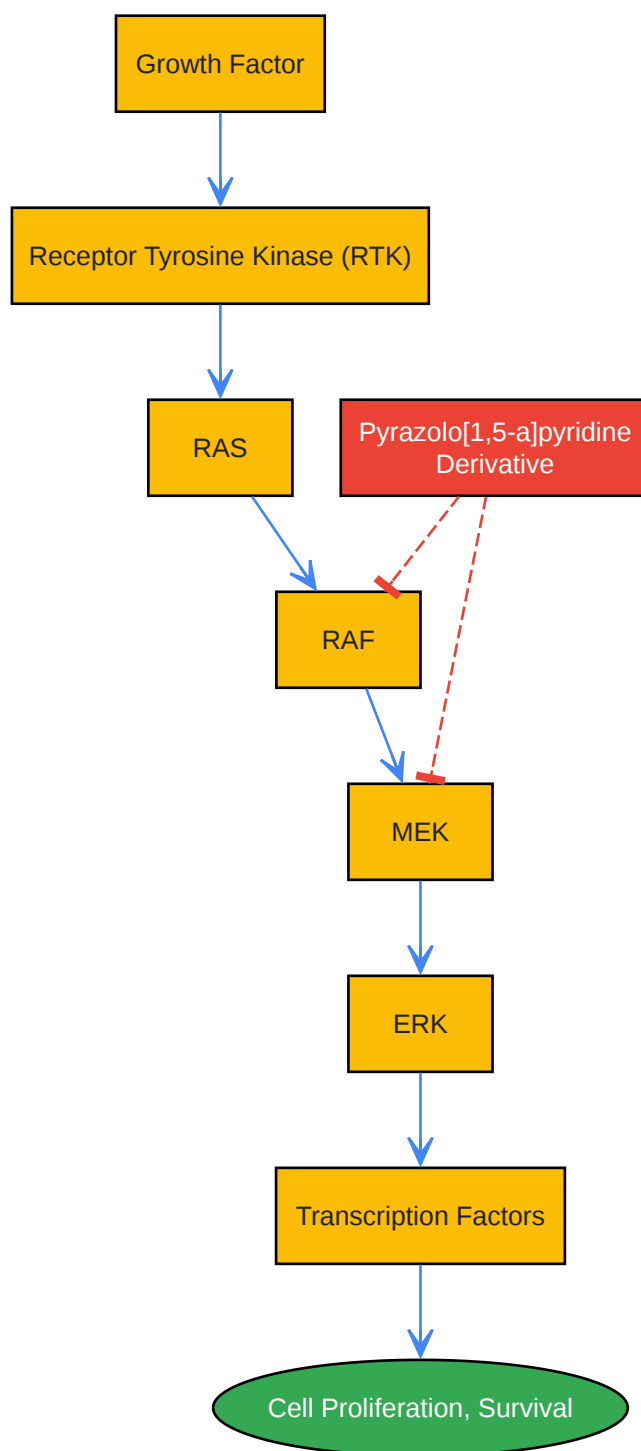 Growth Factor
Receptor Tyrosine Kinase (RTK)
RAS
Pyrazolo[1,5-a]pyridine
Derivative
RAF
MEK
ERK
Transcription Factors
Cell Proliferation, Survival